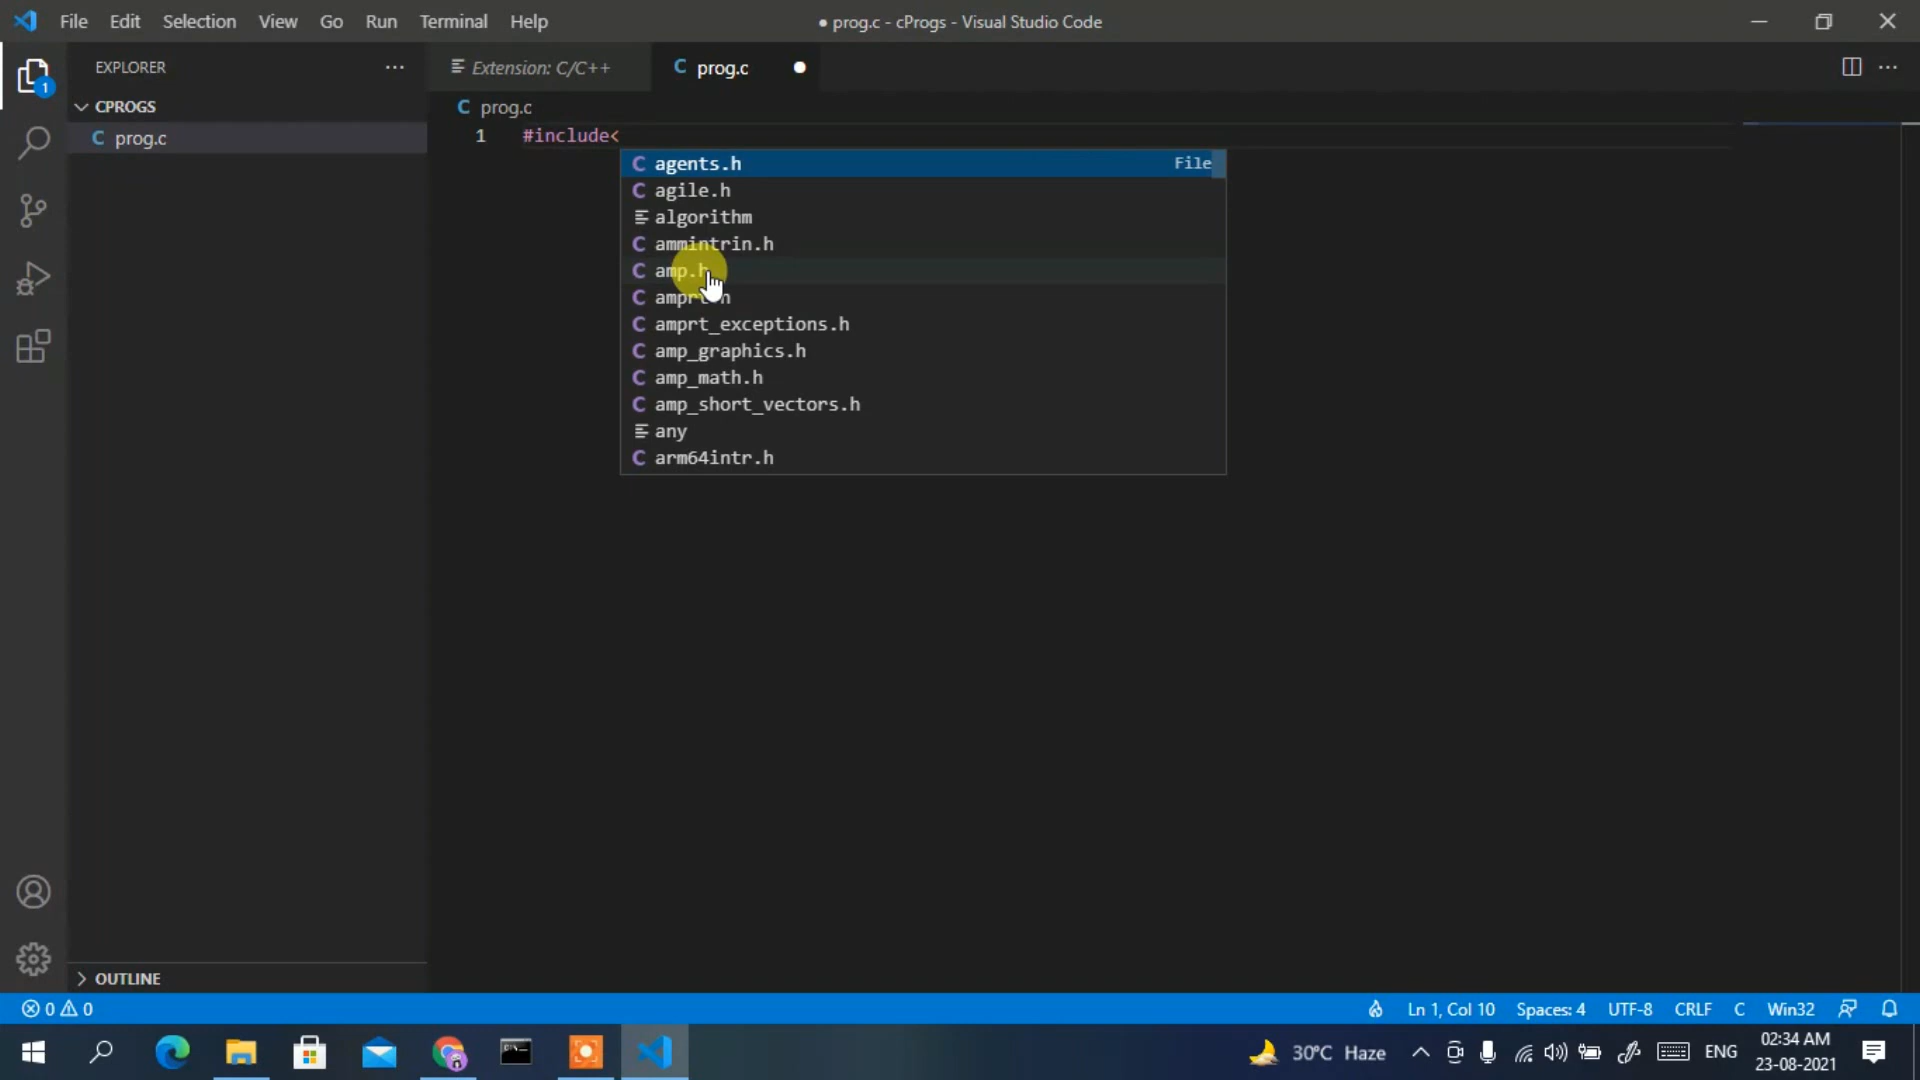 File Edit Selection View Go Run Terminal Help
● prog.c - cProgs - Visual Studio Code
EXPLORER
Extension: C/C++
C prog.c
CPROGS
C prog.c
C prog.c
1 #include<
C agents.h File
C agile.h
algorithm
C ammintrin.h
C amp.h
C amprt.h
C amprt_exceptions.h
C amp_graphics.h
C amp_math.h
C amp_short_vectors.h
any
C arm64intr.h
1
OUTLINE
0 0
Ln 1, Col 10 Spaces: 4 UTF-8 CRLF C Win32
30°C Haze
ENG
02:34 AM
23-08-2021